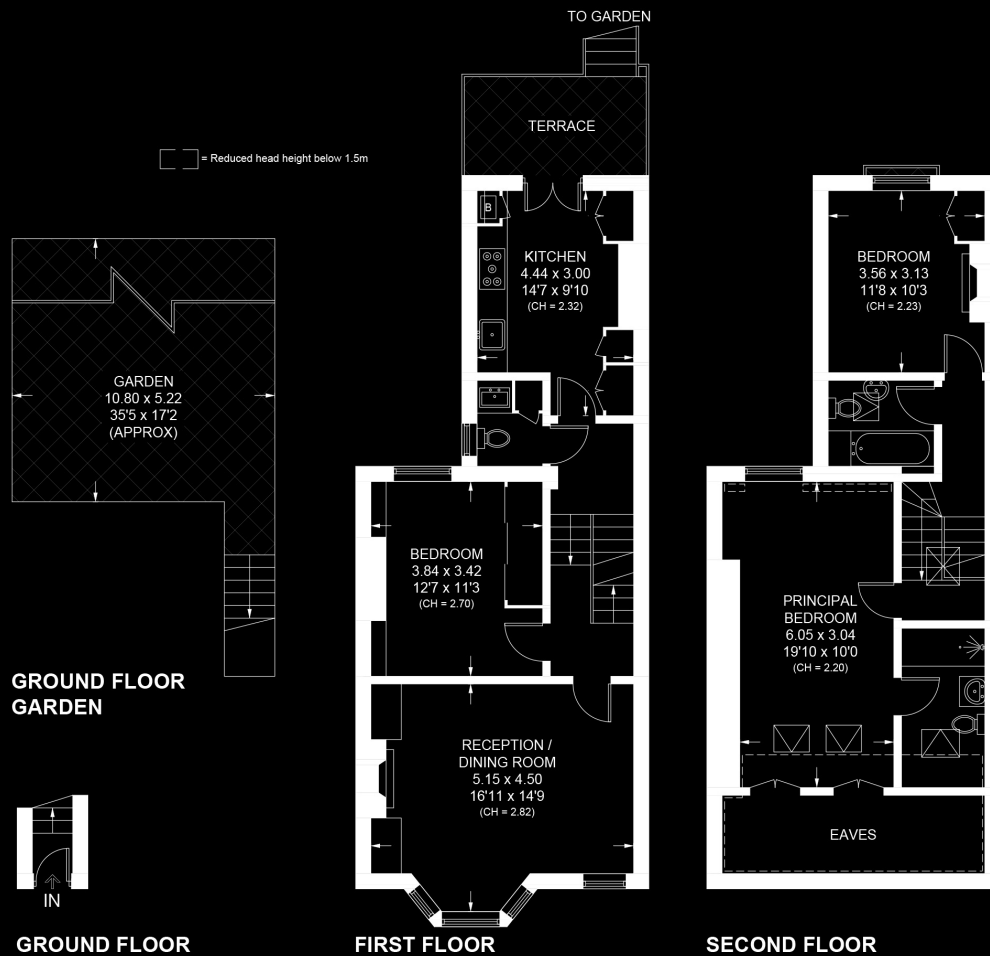 TO GARDEN
TERRACE
= Reduced head height below 1.5m
B
KITCHEN
4.44 x 3.00
14'7 x 9'10
(CH = 2.32)
BEDROOM
3.56 x 3.13
11'8 x 10'3
(CH = 2.23)
GARDEN
10.80 x 5.22
35'5 x 17'2
(APPROX)
BEDROOM
3.84 x 3.42
12'7 x 11'3
(CH = 2.70)
PRINCIPAL
BEDROOM
6.05 x 3.04
19'10 x 10'0
(CH = 2.20)
GROUND FLOOR
GARDEN
RECEPTION /
DINING ROOM
5.15 x 4.50
16'11 x 14'9
(CH = 2.82)
EAVES
IN
GROUND FLOOR
FIRST FLOOR
SECOND FLOOR